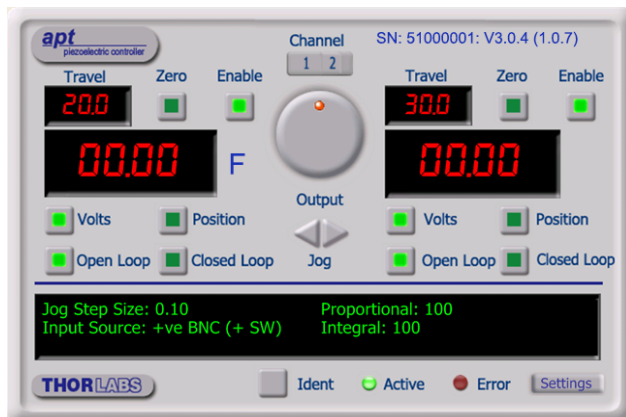 apt
piezoelectric controller
Channel
1 2
SN: 51000001: V3.0.4 (1.0.7)
Travel Zero Enable
20.0
00.00 F
Volts Position
Open Loop Closed Loop
Output
Jog
Travel Zero Enable
30.0
00.00
Volts Position
Open Loop Closed Loop
Jog Step Size: 0.10 Proportional: 100
Input Source: +ve BNC (+ SW) Integral: 100
THORLABS Ident Active Error Settings